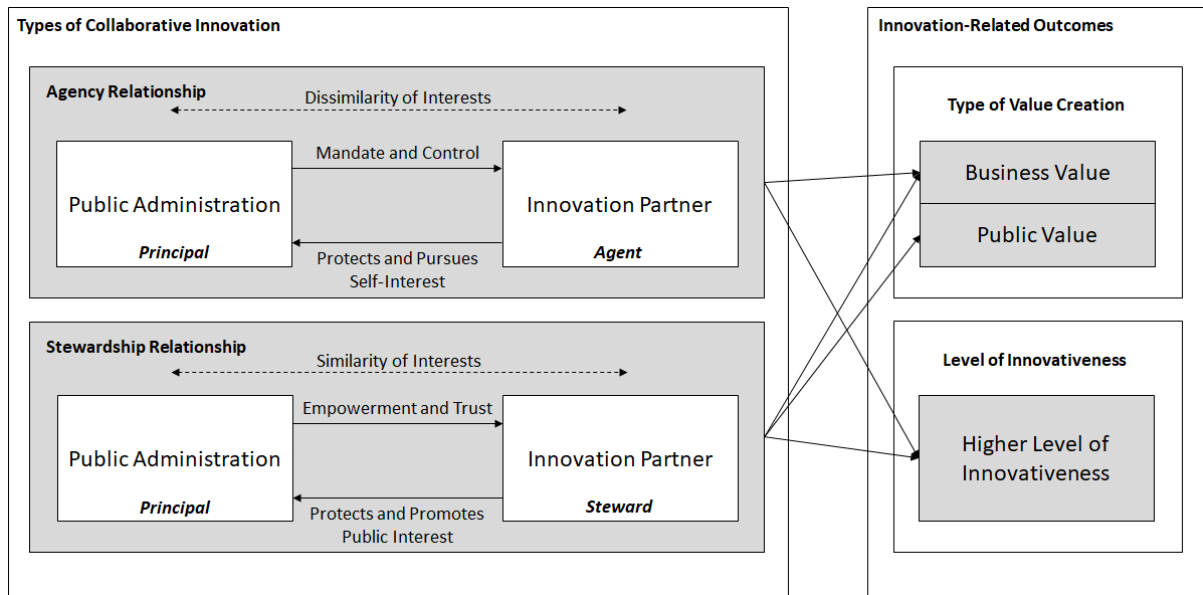 Types of Collaborative Innovation
Agency Relationship
Dissimilarity of Interests
Mandate and Control
Public Administration
Principal
Innovation Partner
Agent
Protects and Pursues
Self-Interest
Stewardship Relationship
Similarity of Interests
Empowerment and Trust
Public Administration
Principal
Innovation Partner
Steward
Protects and Promotes
Public Interest
Innovation-Related Outcomes
Type of Value Creation
Business Value
Public Value
Level of Innovativeness
Higher Level of
Innovativeness